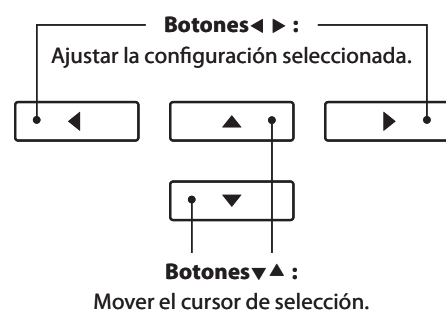 Botones◀ ▶ :
Ajustar la configuración seleccionada.
◀ ▲ ▶
▼
Botones▼▲ :
Mover el cursor de selección.